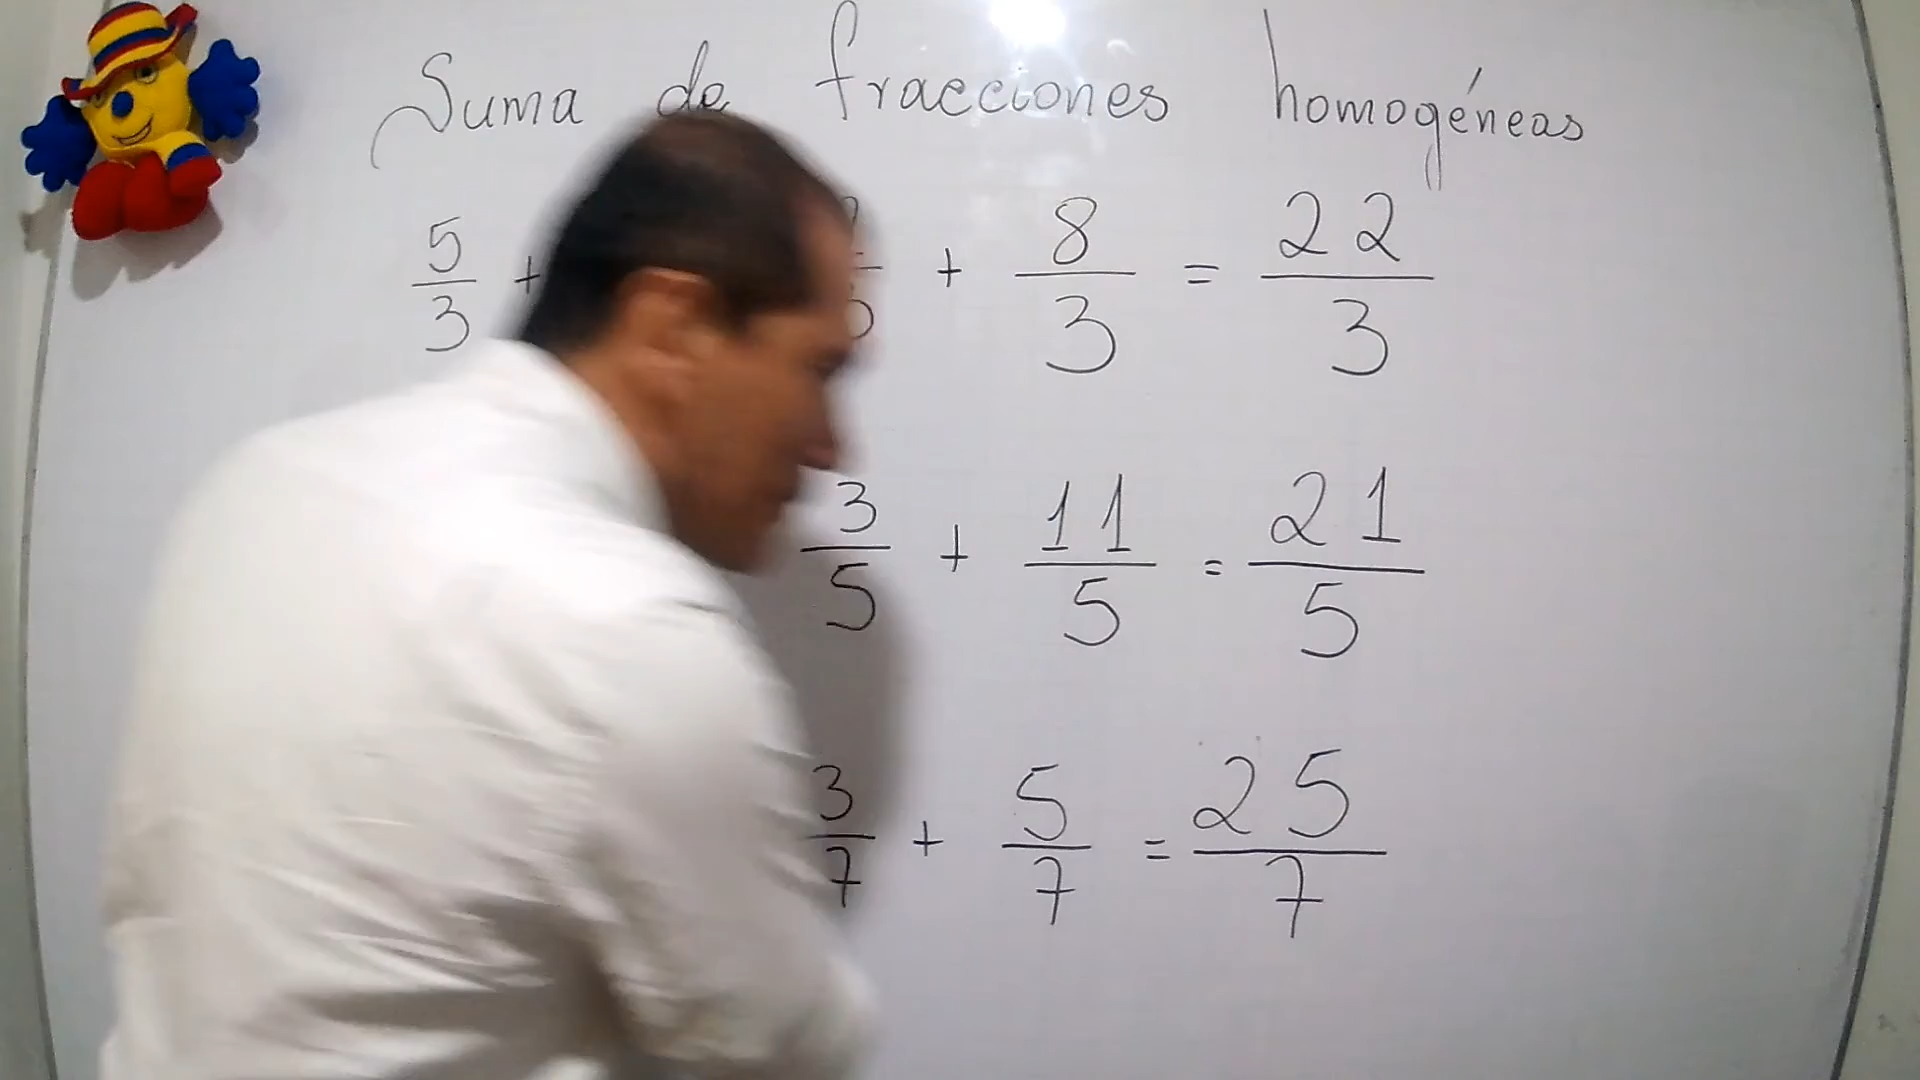 Suma de fracciones homogéneas
5/3 + + 8/3 = 22/3
3/5 + 11/5 = 21/5
3/7 + 5/7 = 25/7